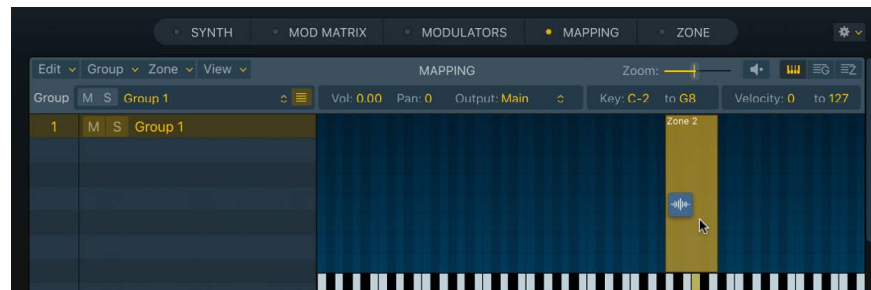 SYNTH MOD MATRIX MODULATORS MAPPING ZONE
Edit Group Zone View MAPPING Zoom: G Z
Group M S Group 1 Vol: 0.00 Pan: 0 Output: Main Key: C-2 to G8 Velocity: 0 to 127
1 M S Group 1 Zone 2